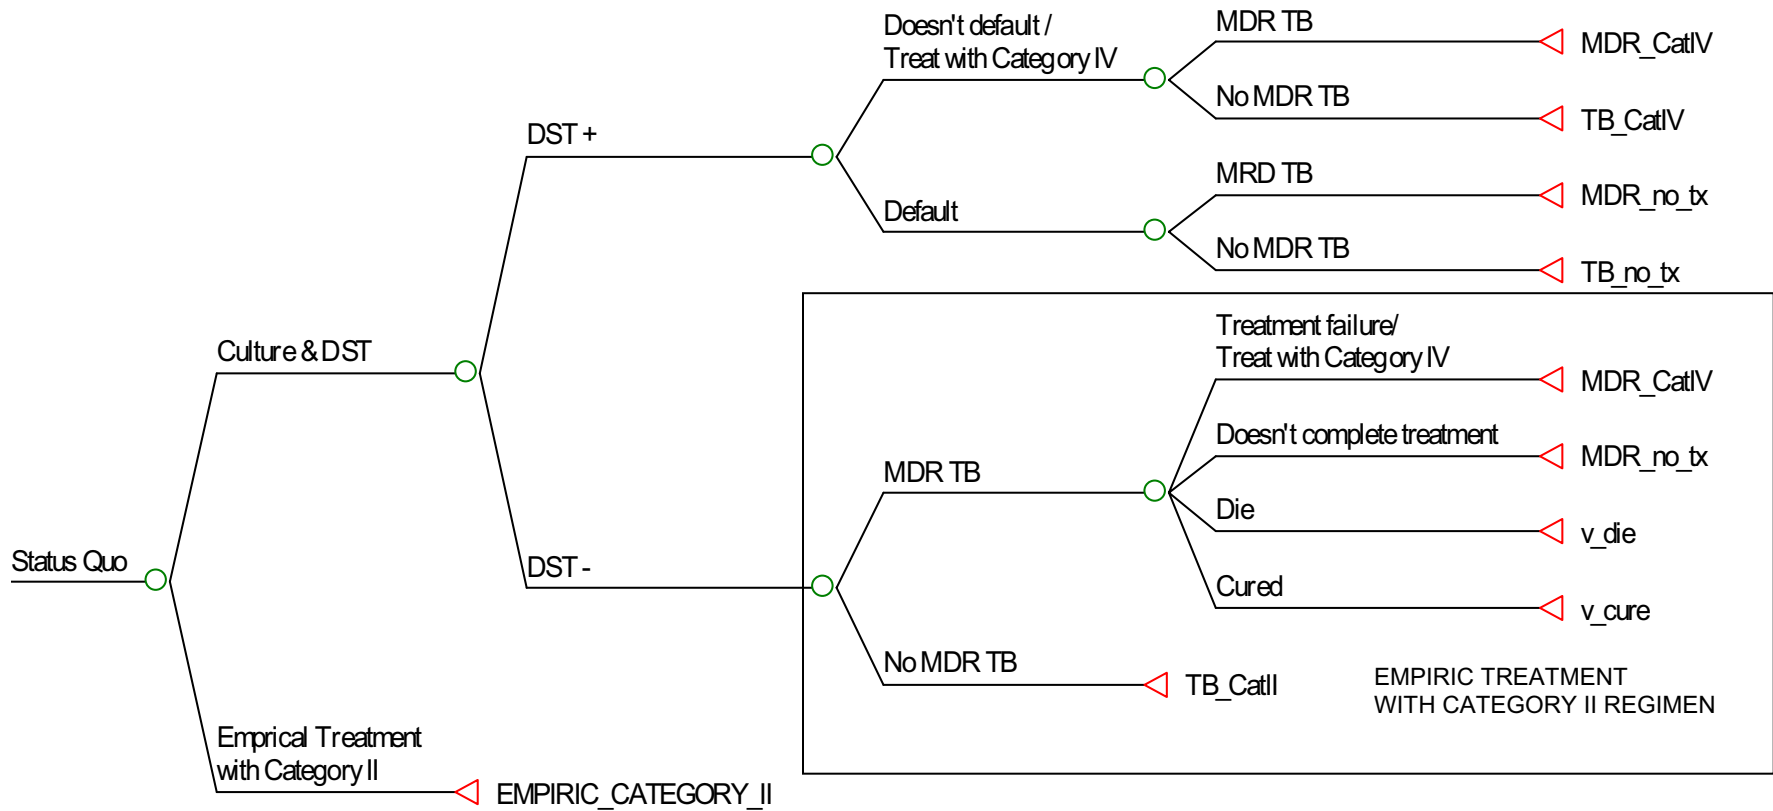 Doesn't default /
Treat with Category IV
MDR TB
MDR_CatIV
No MDR TB
TB_CatIV
DST +
Default
MRD TB
MDR_no_tx
No MDR TB
TB_no_tx
Culture & DST
Treatment failure/
Treat with Category IV
MDR_CatIV
Doesn't complete treatment
MDR_no_tx
MDR TB
Die
v_die
Status Quo
DST -
Cured
v_cure
No MDR TB
TB_CatII
EMPIRIC TREATMENT
WITH CATEGORY II REGIMEN
Emprical Treatment
with Category II
EMPIRIC_CATEGORY_II